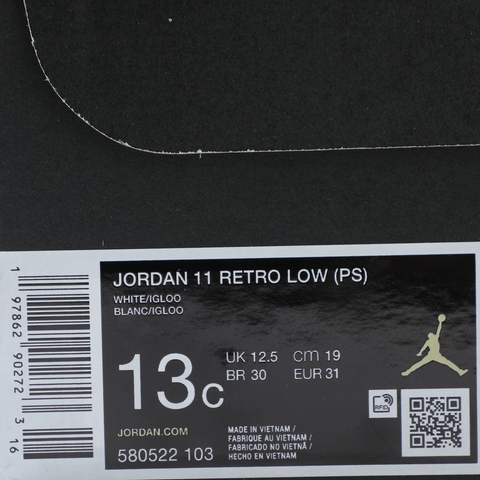 JORDAN 11 RETRO LOW (PS)
WHITE/IGLOO
BLANC/IGLOO
13C
UK 12.5 cm 19
BR 30 EUR 31
RFID
JORDAN.COM
580522 103
MADE IN VIETNAM /
FABRIQUE AU VIETNAM /
FABRICADO NO VIETNÃ /
HECHO EN VIETNAM
1 97862 90272 3 16